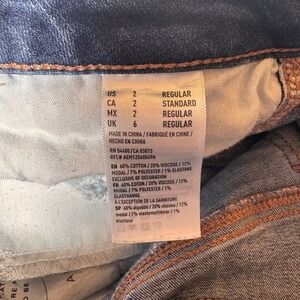 US 2 REGULAR
CA 2 STANDARD
MX 2 REGULAR
UK 6 REGULAR
MADE IN CHINA / FABRIQUÉ EN CHINE /
HECHO EN CHINA
RN 54485/CA 03873
EN 60% COTTON / 20% VISCOSE / 12%
MODAL / 7% POLYESTER / 1% ELASTANE
EXCLUSIVE OF DECORATION
FR 60% COTON / 20% VISCOSE / 12%
MODAL / 7% POLYESTER / 1%
ÉLASTHANNE
À L'EXCEPTION DE LA GARNITURE
SP 60% algodón / 20% viscosa / 12%
modal / 7% / 1%